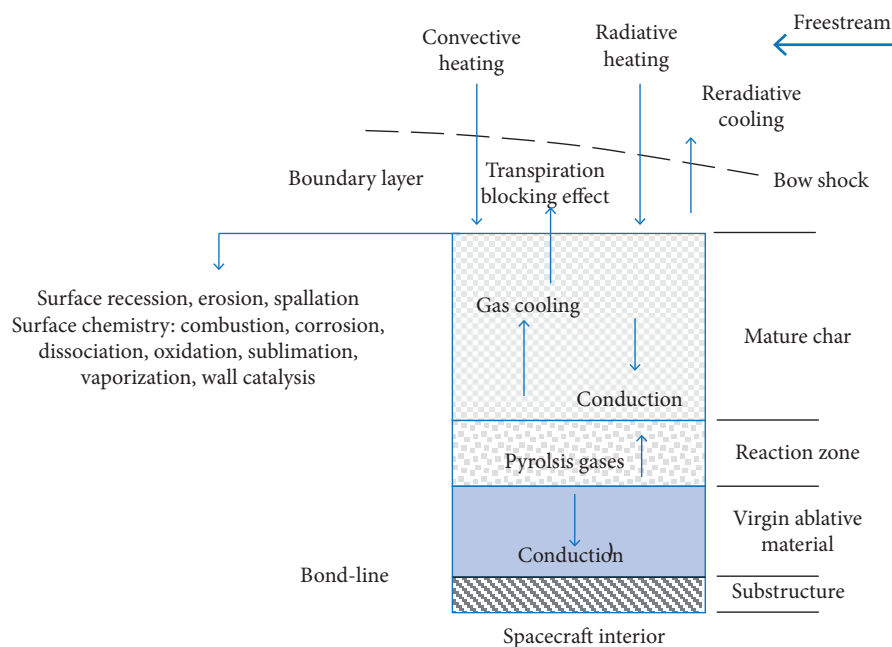 Freestream
Convective
heating
Radiative
heating
Reradiative
cooling
Boundary layer
Transpiration
blocking effect
Bow shock
Surface recession, erosion, spallation
Surface chemistry: combustion, corrosion,
dissociation, oxidation, sublimation,
vaporization, wall catalysis
Gas cooling
Mature char
Conduction
Pyrolsis gases
Reaction zone
Virgin ablative
material
Conduction
Bond-line
Substructure
Spacecraft interior